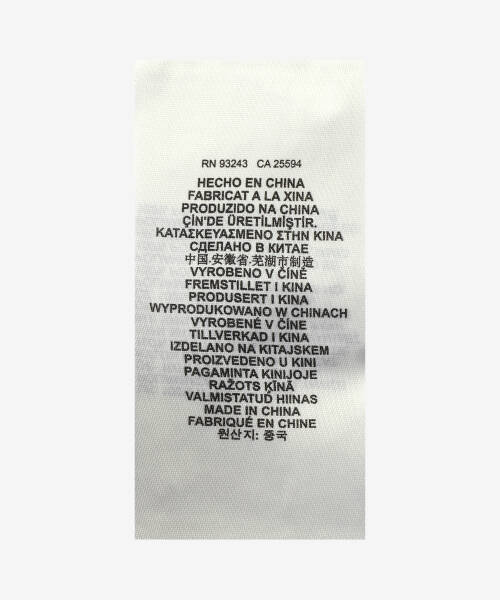 RN 93243 CA 25594
HECHO EN CHINA
FABRICAT A LA XINA
PRODUZIDO NA CHINA
ÇİN'DE ÜRETİLMİŞTİR.
ΚΑΤΑΣΚΕΥΑΣΜΕΝΟ ΣΤΗΝ ΚΙΝΑ
СДЕЛАНО В КИТАЕ
中国.安徽省.芜湖市制造
VYROBENO V ČÍNĚ
FREMSTILLET I KINA
PRODUSERT I KINA
WYPRODUKOWANO W CHINACH
VYROBENÉ V ČÍNE
TILLVERKAD I KINA
IZDELANO NA KITAJSKEM
PROIZVEDENO U KINI
PAGAMINTA KINIJOJE
RAŽOTS ĶĪNĀ
VALMISTATUD HIINAS
MADE IN CHINA
FABRIQUÉ EN CHINE
원산지: 중국